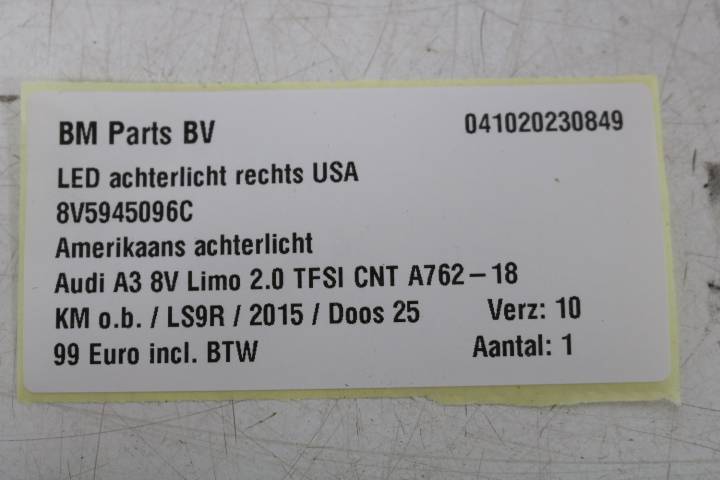 BM Parts BV 041020230849
LED achterlicht rechts USA
8V5945096C
Amerikaans achterlicht
Audi A3 8V Limo 2.0 TFSI CNT A762-18
KM o.b. / LS9R / 2015 / Doos 25 Verz: 10
99 Euro incl. BTW Aantal: 1